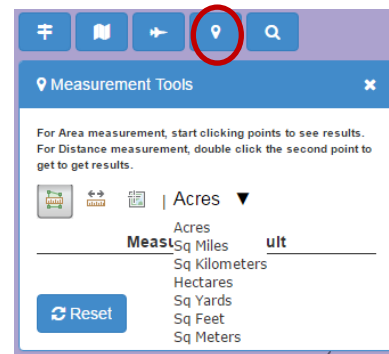 Measurement Tools
For Area measurement, start clicking points to see results.
For Distance measurement, double click the second point to
get to get results.
| Acres ▼
Acres
Sq Miles
Sq Kilometers
Hectares
Sq Yards
Sq Feet
Sq Meters
Reset